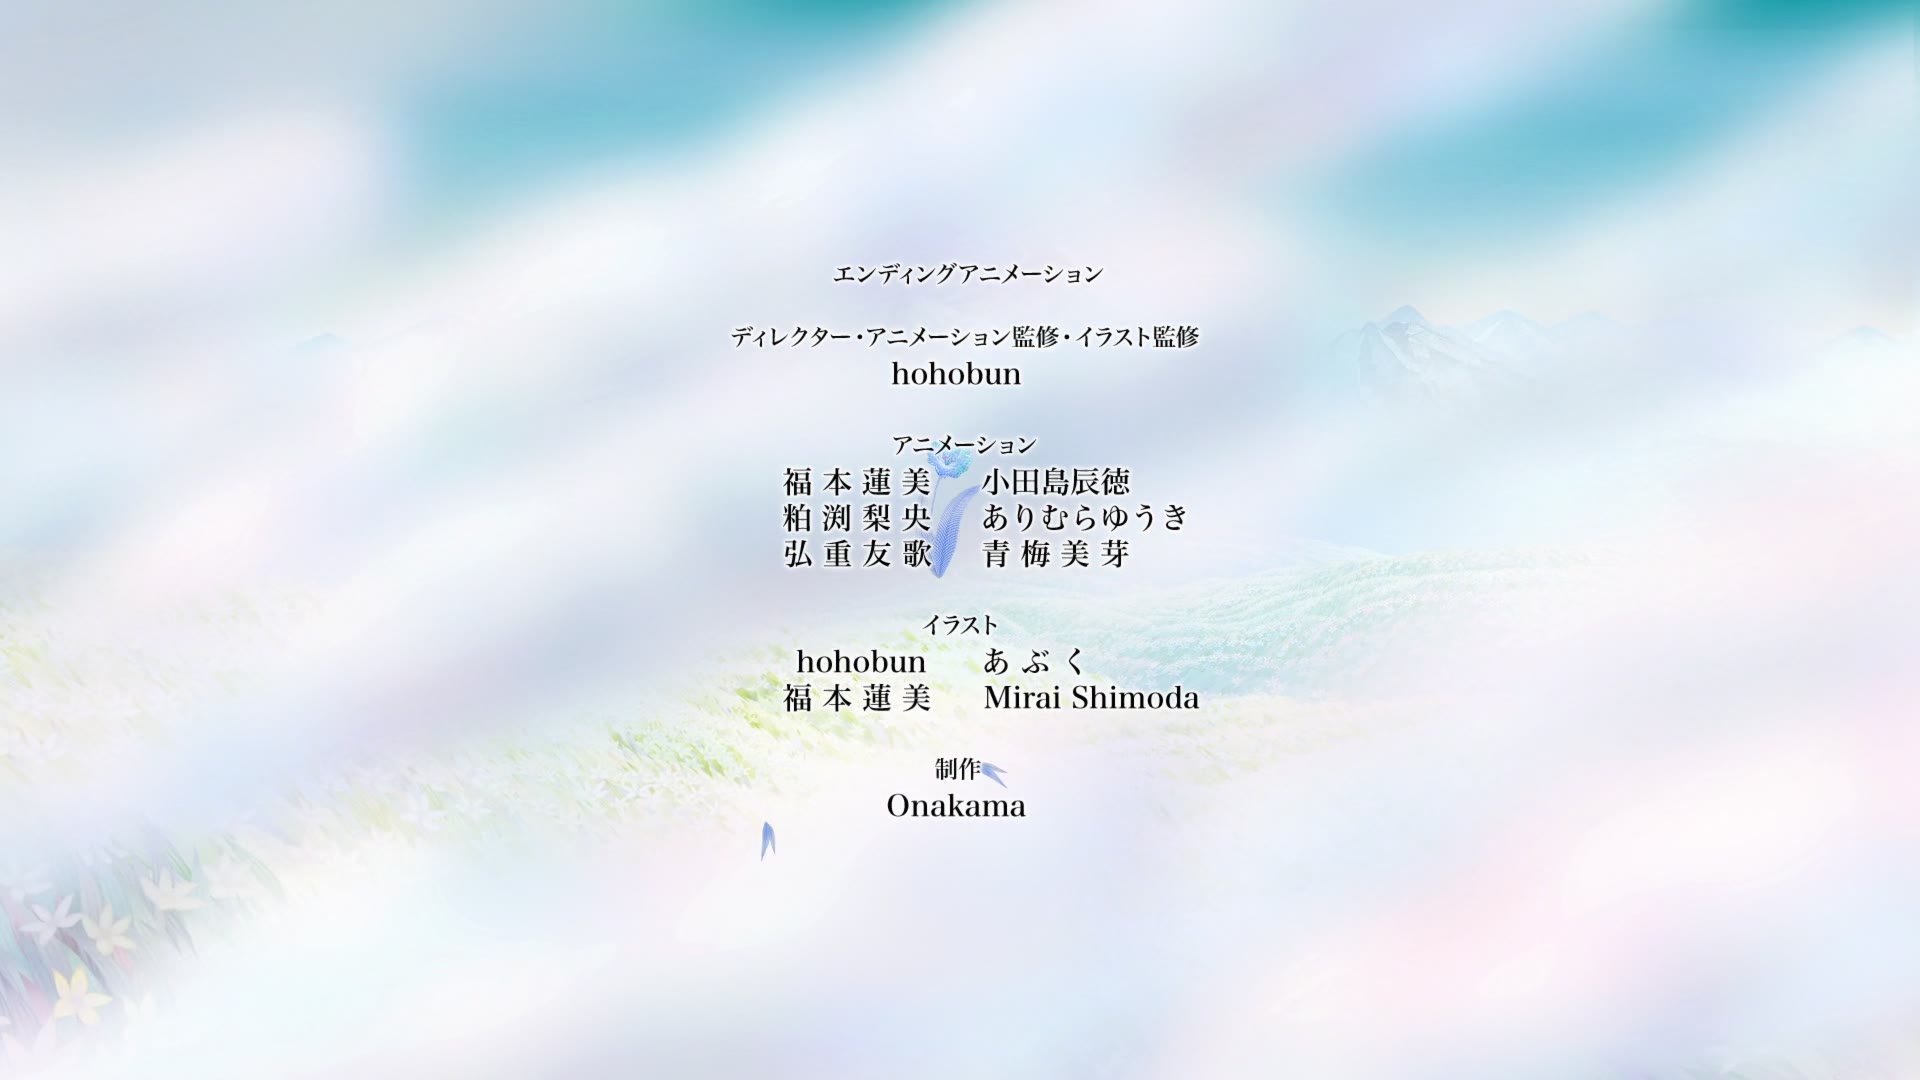 エンディングアニメーション
ディレクター・アニメーション監修・イラスト監修
hohobun
アニメーション
福本蓮美 小田島辰徳
粕渕梨央 ありむらゆうき
弘重友歌 青梅美芽
イラスト
hohobun あぶく
福本蓮美 Mirai Shimoda
制作
Onakama